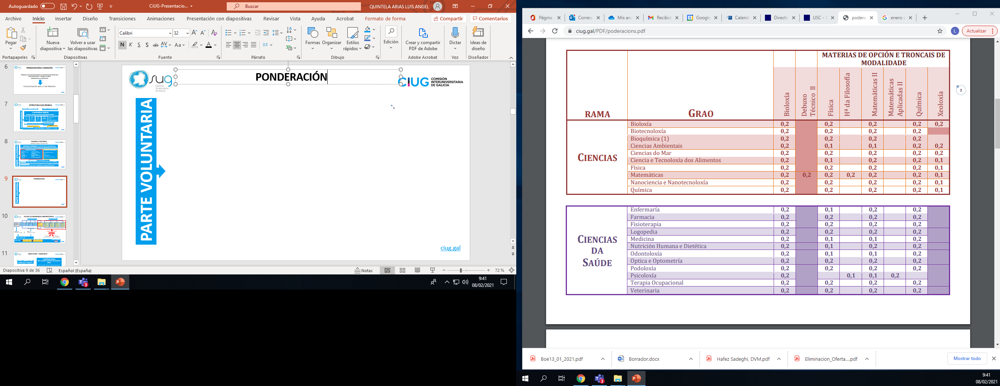 Autoguardado
CiUG-Presentacio...
Buscar
QUINTELA ARIAS LUIS ANGEL
Archivo Inicio Insertar Diseño Transiciones Animaciones Presentación con diapositivas Revisar Vista Ayuda Acrobat Formato de forma
Compartir Comentarios
Pegar
Nueva diapositiva
Volver a usar las diapositivas
Calibri 32
N K S S ab AV Aa A
Formas Organizar Estilos rápidos
Edición
Crear y compartir PDF de Adobe
Dictar
Ideas de diseño
Portapapeles Diapositivas Fuente Párrafo Dibujo Adobe Acrobat Voz Diseñador
6
PREINSCRICIÓN E ADMISIÓN
Comunicación ata o 4 de febreiro
7
ESTRUTURA DAS PROBAS
8
PARTE VOLUNTARIA
9
PONDERACIÓN
PARTE VOLUNTARIA
10
ACCESO ÁS ENSINANZAS UNIVERSITARIAS
11
REPETICIÓN – SUBIR NOTA
sug
Sistema
Universitario
de Galicia
PONDERACIÓN
CIUG
COMISIÓN
INTERUNIVERSITARIA
DE GALICIA
PARTE VOLUNTARIA
ciug.gal
Diapositiva 9 de 36
Español (España)
Notas
72 %
9:41
08/02/2021
Página Correo: Mis arc Recibid Google Calend Directo USC - S podera enero e
ciug.gal/PDF/poderacions.pdf
L
Actualizar
MATERIAS DE OPCIÓN E TRONCAIS DE
MODALIDADE
2
RAMA GRAO Bioloxía Debuxo Técnico II Física Hª da Filosofía Matemáticas II Matemáticas Aplicadas II Química Xeoloxía
CIENCIAS
Bioloxía 0,2 0,2 0,2 0,2 0,2
Biotecnoloxía 0,2 0,2 0,2 0,2
Bioquímica (1) 0,2 0,2 0,2 0,2
Ciencias Ambientais 0,2 0,1 0,1 0,2 0,2
Ciencias do Mar 0,2 0,2 0,2 0,2 0,2
Ciencia e Tecnoloxía dos Alimentos 0,2 0,1 0,2 0,2 0,1
Física 0,2 0,2 0,2 0,2 0,1
Matemáticas 0,2 0,2 0,2 0,2 0,2 0,2 0,1
Nanociencia e Nanotecnoloxía 0,2 0,2 0,2 0,2 0,1
Química 0,2 0,2 0,2 0,2 0,1
CIENCIAS
DA
SAÚDE
Enfermaría 0,2 0,1 0,2 0,2
Farmacia 0,2 0,2 0,2 0,2
Fisioterapia 0,2 0,2 0,2 0,2
Logopedia 0,2 0,2 0,2 0,2
Medicina 0,2 0,1 0,1 0,2
Nutrición Humana e Dietética 0,2 0,1 0,2 0,2
Odontoloxía 0,2 0,1 0,1 0,2
Optica e Optometría 0,2 0,2 0,2 0,2
Podoloxía 0,2 0,2 0,2 0,2
Psicoloxía 0,2 0,1 0,1 0,2
Terapia Ocupacional 0,2 0,2 0,2 0,2
Veterinaria 0,2 0,2 0,2 0,2
Boe13_01_2021.pdf
Borrador.docx
Hafez Sadeghi, DVM.pdf
Eliminacion_Oferta....pdf
Mostrar todo
9:41
08/02/2021